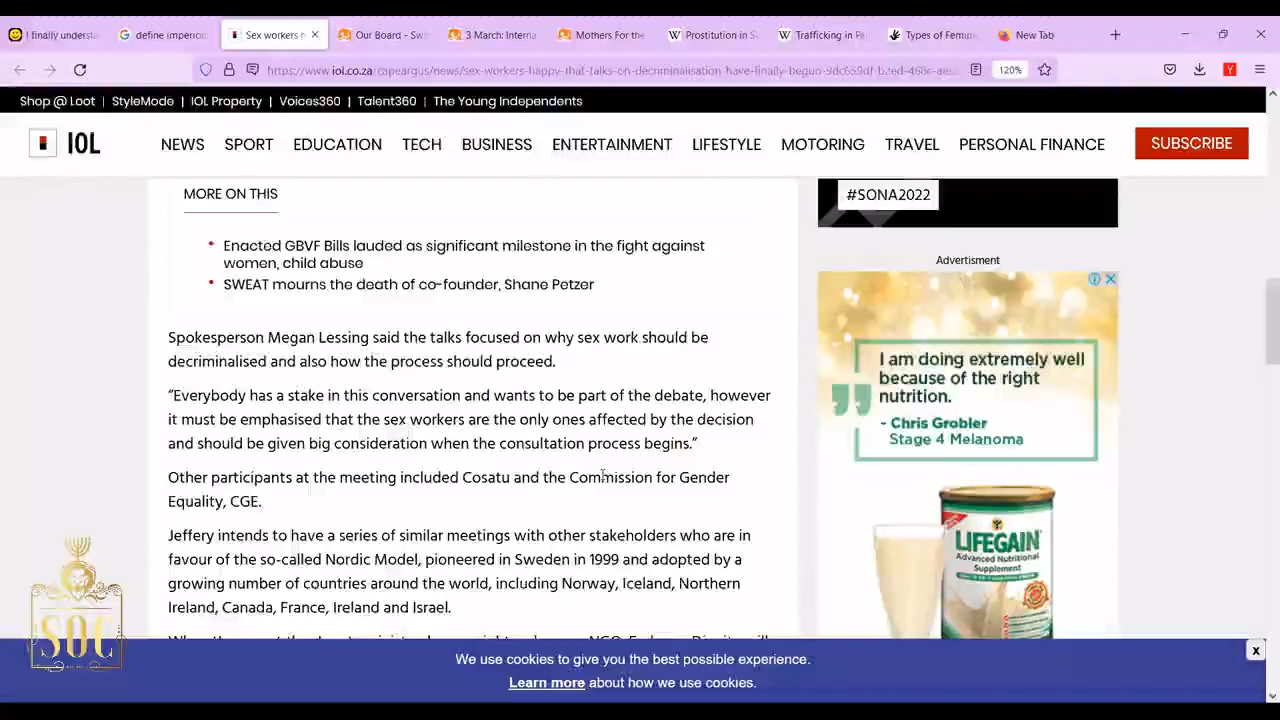 I finally understa
define imperic
Sex workers h
Our Board - Sw
3 March: Interna
Mothers For the
Prostitution in S
Trafficking in Pe
Types of Femin
New Tab
120%
Shop @ Loot | StyleMode | IOL Property | Voices360 | Talent360 | The Young Independents
IOL
NEWS SPORT EDUCATION TECH BUSINESS ENTERTAINMENT LIFESTYLE MOTORING TRAVEL PERSONAL FINANCE SUBSCRIBE
MORE ON THIS
Enacted GBVF Bills lauded as significant milestone in the fight against
women, child abuse
SWEAT mourns the death of co-founder, Shane Petzer
Spokesperson Megan Lessing said the talks focused on why sex work should be
decriminalised and also how the process should proceed.
“Everybody has a stake in this conversation and wants to be part of the debate, however
it must be emphasised that the sex workers are the only ones affected by the decision
and should be given big consideration when the consultation process begins.”
Other participants at the meeting included Cosatu and the Commission for Gender
Equality, CGE.
Jeffery intends to have a series of similar meetings with other stakeholders who are in
favour of the so-called Nordic Model, pioneered in Sweden in 1999 and adopted by a
growing number of countries around the world, including Norway, Iceland, Northern
Ireland, Canada, France, Ireland and Israel.
#SONA2022
Advertisment
I am doing extremely well
because of the right
nutrition.
- Chris Grobler
Stage 4 Melanoma
LIFEGAIN
Advanced Nutritional
Supplement
SOC
We use cookies to give you the best possible experience.
Learn more about how we use cookies.
x